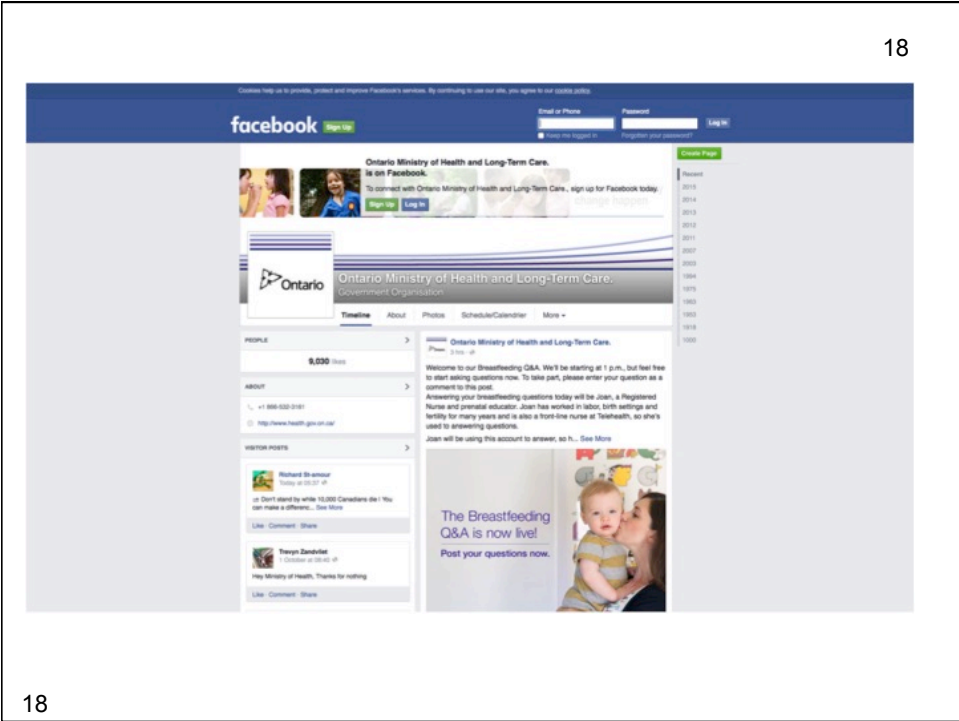 18
Cookies help us to provide, protect and improve Facebook's services. By continuing to use our site, you agree to our cookie policy.
facebook
Sign Up
Email or Phone
Password
Log In
Keep me logged in
Forgotten your password?
Ontario Ministry of Health and Long-Term Care.
is on Facebook.
To connect with Ontario Ministry of Health and Long-Term Care., sign up for Facebook today.
Sign Up
Log In
change happen
Ontario
Ontario Ministry of Health and Long-Term Care.
Government Organisation
Timeline
About
Photos
Schedule/Calendrier
More
Create Page
Recent
2015
2014
2013
2012
2011
2007
2003
1994
1975
1918
PEOPLE
9,030 likes
ABOUT
http://www.health.gov.on.ca/
VISITOR POSTS
Richard St-amour
Today at 05:37
Don't stand by while 10,000 Canadians die ! You
can make a differenc... See More
Like · Comment · Share
Trevyn Zandvliet
1 October at 09:40
Hey Ministry of Health, Thanks for nothing
Like · Comment · Share
Ontario Ministry of Health and Long-Term Care.
3 hrs
Welcome to our Breastfeeding Q&A. We'll be starting at 1 p.m., but feel free
to start asking questions now. To take part, please enter your question as a
comment to this post.
Answering your breastfeeding questions today will be Joan, a Registered
Nurse and prenatal educator. Joan has worked in labor, birth settings and
fertility for many years and is also a front-line nurse at Telehealth, so she's
used to answering questions.
Joan will be using this account to answer, so h... See More
The Breastfeeding
Q&A is now live!
Post your questions now.
18